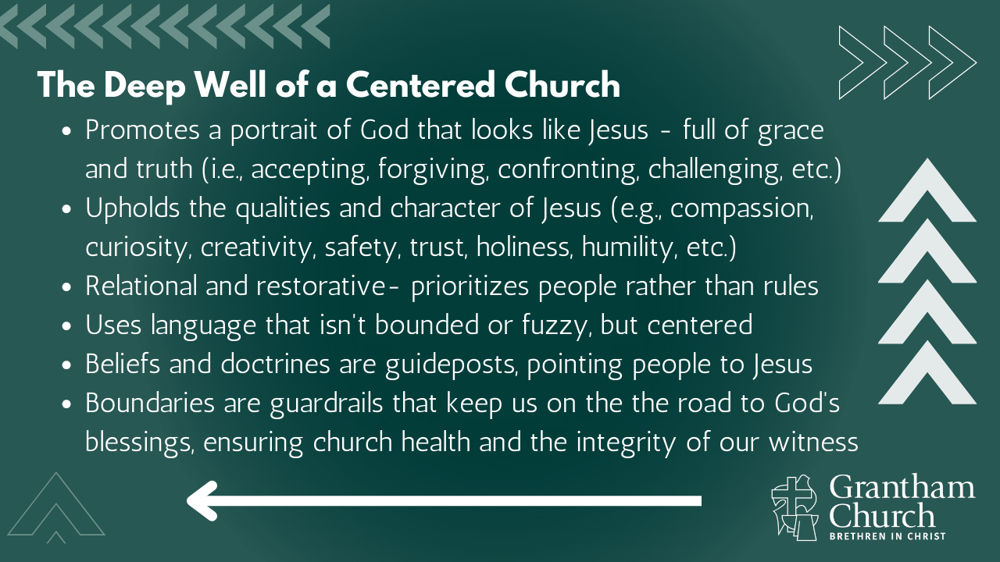 The Deep Well of a Centered Church
• Promotes a portrait of God that looks like Jesus - full of grace
and truth (i.e., accepting, forgiving, confronting, challenging, etc.)
• Upholds the qualities and character of Jesus (e.g., compassion,
curiosity, creativity, safety, trust, holiness, humility, etc.)
• Relational and restorative- prioritizes people rather than rules
• Uses language that isn't bounded or fuzzy, but centered
• Beliefs and doctrines are guideposts, pointing people to Jesus
• Boundaries are guardrails that keep us on the the road to God's
blessings, ensuring church health and the integrity of our witness
Grantham
Church
BRETHREN IN CHRIST